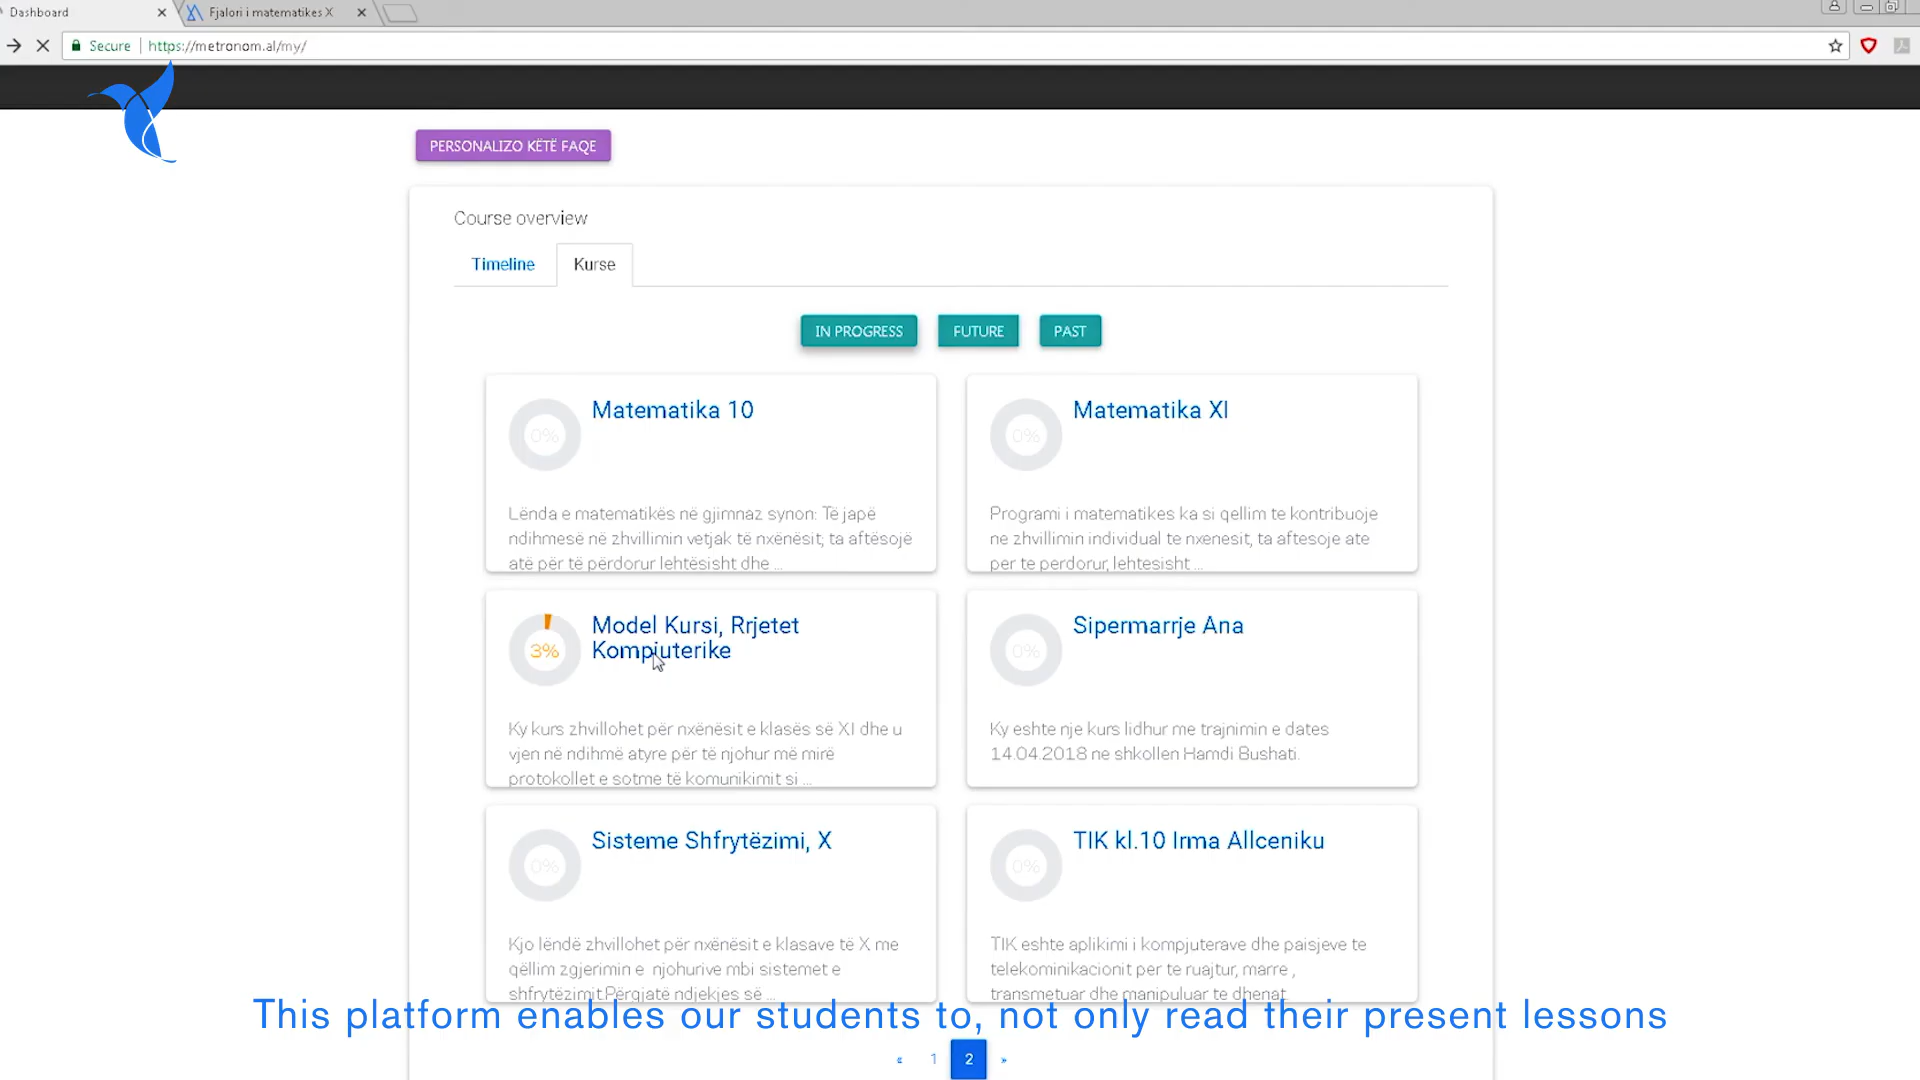 Dashboard
Fjalori i matematikes X
Secure
https://metronom.al/my/
PERSONALIZO KËTË FAQE
Course overview
Timeline
Kurse
IN PROGRESS
FUTURE
PAST
0%
Matematika 10
Lënda e matematikës në gjimnaz synon: Të japë
ndihmesë në zhvillimin vetjak të nxënësit, ta aftësojë
atë për të përdorur lehtësisht dhe ...
0%
Matematika XI
Programi i matematikes ka si qellim te kontribuoje
ne zhvillimin individual te nxenesit, ta aftesoje ate
per te perdorur, lehtesisht ...
3%
Model Kursi, Rrjetet
Kompjuterike
Ky kurs zhvillohet për nxënësit e klasës së XI dhe u
vjen në ndihmë atyre për të njohur më mirë
protokollet e sotme të komunikimit si ...
0%
Sipermarrje Ana
Ky eshte nje kurs lidhur me trajnimin e dates
14.04.2018 ne shkollen Hamdi Bushati.
0%
Sisteme Shfrytëzimi, X
Kjo lëndë zhvillohet për nxënësit e klasave të X me
qëllim zgjerimin e njohurive mbi sistemet e
shfrytëzimit.Përgjatë ndjekjes së ...
0%
TIK kl.10 Irma Allceniku
TIK eshte aplikimi i kompjuterave dhe paisjeve te
telekominikacionit per te ruajtur, marre ,
transmetuar dhe manipuluar te dhenat.
This platform enables our students to, not only read their present lessons
« 1 2 »